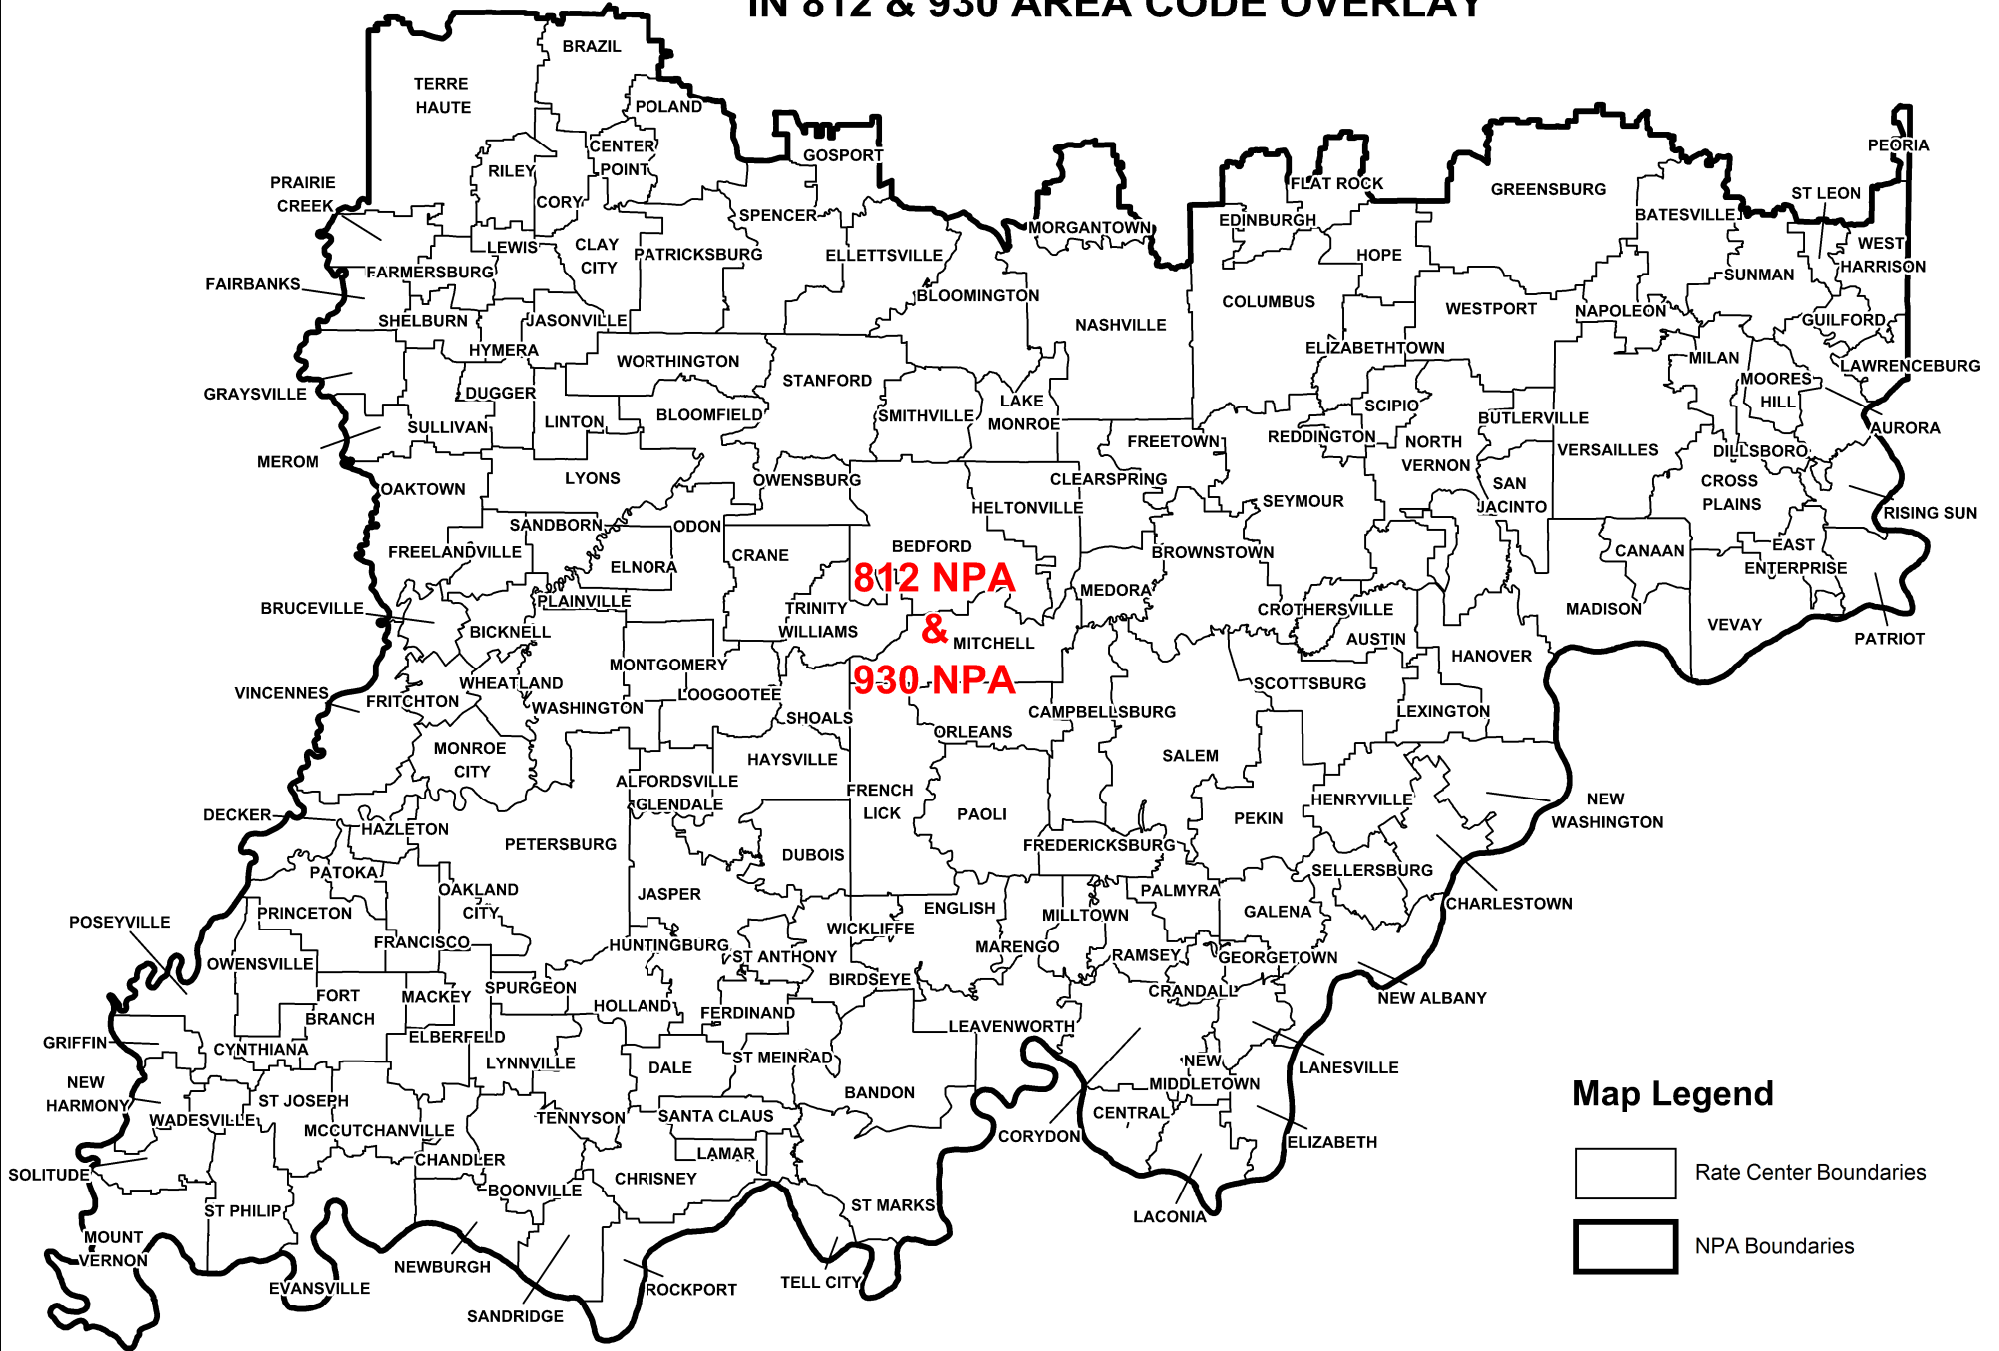 IN 812 & 930 AREA CODE OVERLAY
BRAZIL
TERRE
HAUTE
POLAND
PEORIA
CENTER
POINT
GOSPORT
RILEY
PRAIRIE
CREEK
FLAT ROCK
GREENSBURG
ST LEON
CORY
SPENCER
MORGANTOWN
EDINBURGH
BATESVILLE
LEWIS
CLAY
CITY
PATRICKSBURG
ELLETTSVILLE
HOPE
WEST
HARRISON
FARMERSBURG
SUNMAN
FAIRBANKS
BLOOMINGTON
COLUMBUS
WESTPORT
NAPOLEON
SHELBURN
JASONVILLE
NASHVILLE
GUILFORD
HYMERA
WORTHINGTON
ELIZABETHTOWN
MILAN
LAWRENCEBURG
STANFORD
MOORES
HILL
GRAYSVILLE
DUGGER
LAKE
MONROE
SCIPIO
SULLIVAN
LINTON
BLOOMFIELD
SMITHVILLE
BUTLERVILLE
AURORA
FREETOWN
REDDINGTON
NORTH
VERNON
VERSAILLES
DILLSBORO
MEROM
OAKTOWN
LYONS
OWENSBURG
CLEARSPRING
SAN
JACINTO
CROSS
PLAINS
HELTONVILLE
SEYMOUR
RISING SUN
SANDBORN
ODON
FREELANDVILLE
CRANE
BEDFORD
BROWNSTOWN
CANAAN
EAST
ENTERPRISE
ELNORA
812 NPA
&
930 NPA
MEDORA
BRUCEVILLE
PLAINVILLE
TRINITY
WILLIAMS
CROTHERSVILLE
MADISON
BICKNELL
MITCHELL
AUSTIN
VEVAY
PATRIOT
MONTGOMERY
HANOVER
VINCENNES
FRITCHTON
WHEATLAND
WASHINGTON
LOOGOOTEE
SCOTTSBURG
SHOALS
CAMPBELLSBURG
LEXINGTON
ORLEANS
MONROE
CITY
HAYSVILLE
SALEM
ALFORDSVILLE
FRENCH
LICK
GLENDALE
HENRYVILLE
NEW
WASHINGTON
DECKER
HAZLETON
PAOLI
PEKIN
PETERSBURG
DUBOIS
FREDERICKSBURG
PATOKA
OAKLAND
CITY
JASPER
SELLERSBURG
PALMYRA
CHARLESTOWN
POSEYVILLE
PRINCETON
ENGLISH
MILLTOWN
GALENA
FRANCISCO
HUNTINGBURG
WICKLIFFE
MARENGO
ST ANTHONY
RAMSEY
GEORGETOWN
OWENSVILLE
SPURGEON
BIRDSEYE
CRANDALL
NEW ALBANY
FORT
BRANCH
MACKEY
HOLLAND
FERDINAND
LEAVENWORTH
ELBERFELD
GRIFFIN
CYNTHIANA
LYNNVILLE
DALE
ST MEINRAD
NEW
MIDDLETOWN
LANESVILLE
NEW
HARMONY
BANDON
ST JOSEPH
WADESVILLE
TENNYSON
SANTA CLAUS
CENTRAL
MCCUTCHANVILLE
CORYDON
ELIZABETH
CHANDLER
LAMAR
SOLITUDE
CHRISNEY
BOONVILLE
ST PHILIP
ST MARKS
LACONIA
MOUNT
VERNON
NEWBURGH
EVANSVILLE
TELL CITY
ROCKPORT
SANDRIDGE
Map Legend
Rate Center Boundaries
NPA Boundaries